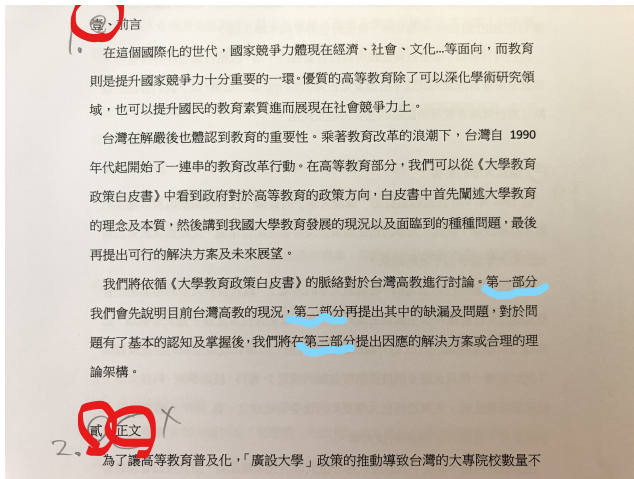 壹、前言
1.
在這個國際化的世代，國家競爭力體現在經濟、社會、文化...等面向，而教育
則是提升國家競爭力十分重要的一環。優質的高等教育除了可以深化學術研究領
域，也可以提升國民的教育素質進而展現在社會競爭力上。
台灣在解嚴後也體認到教育的重要性。乘著教育改革的浪潮下，台灣自 1990
年代起開始了一連串的教育改革行動。在高等教育部分，我們可以從《大學教育
政策白皮書》中看到政府對於高等教育的政策方向，白皮書中首先闡述大學教育
的理念及本質，然後講到我國大學教育發展的現況以及面臨到的種種問題，最後
再提出可行的解決方案及未來展望。
我們將依循《大學教育政策白皮書》的脈絡對於台灣高教進行討論。第一部分
我們會先說明目前台灣高教的現況，第二部分再提出其中的缺漏及問題，對於問
題有了基本的認知及掌握後，我們將在第三部分提出因應的解決方案或合理的理
論架構。
貳、正文 X
2.
為了讓高等教育普及化，「廣設大學」政策的推動導致台灣的大專院校數量不